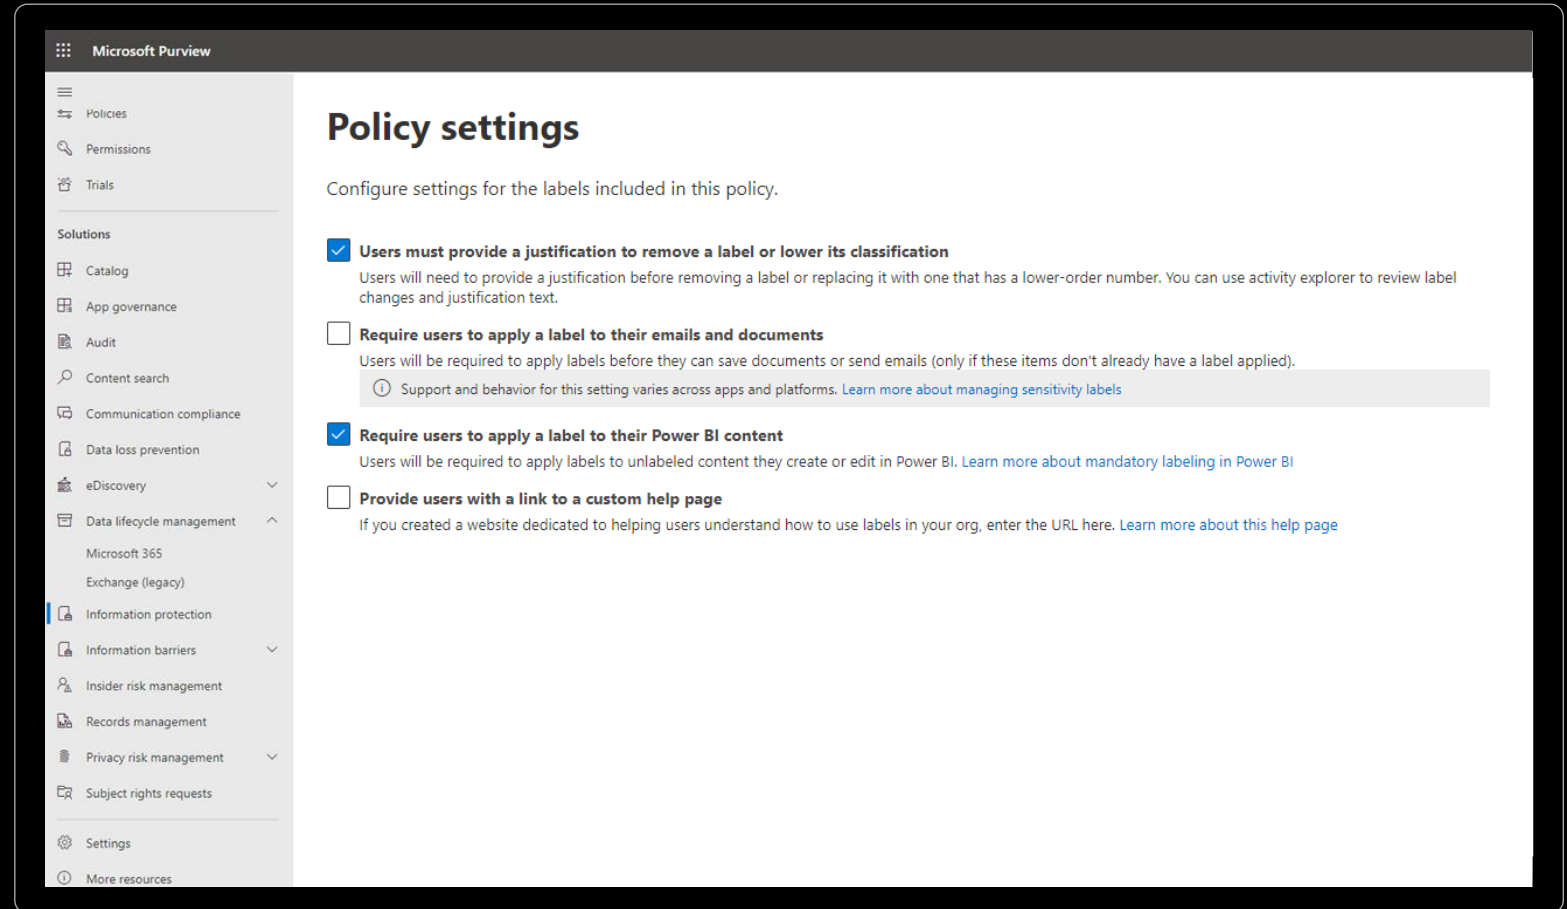 Microsoft Purview
Policies
Permissions
Trials
Solutions
Catalog
App governance
Audit
Content search
Communication compliance
Data loss prevention
eDiscovery
Data lifecycle management
Microsoft 365
Exchange (legacy)
Information protection
Information barriers
Insider risk management
Records management
Privacy risk management
Subject rights requests
Settings
More resources
Policy settings
Configure settings for the labels included in this policy.
Users must provide a justification to remove a label or lower its classification
Users will need to provide a justification before removing a label or replacing it with one that has a lower-order number. You can use activity explorer to review label
changes and justification text.
Require users to apply a label to their emails and documents
Users will be required to apply labels before they can save documents or send emails (only if these items don't already have a label applied).
Support and behavior for this setting varies across apps and platforms. Learn more about managing sensitivity labels
Require users to apply a label to their Power BI content
Users will be required to apply labels to unlabeled content they create or edit in Power BI. Learn more about mandatory labeling in Power BI
Provide users with a link to a custom help page
If you created a website dedicated to helping users understand how to use labels in your org, enter the URL here. Learn more about this help page